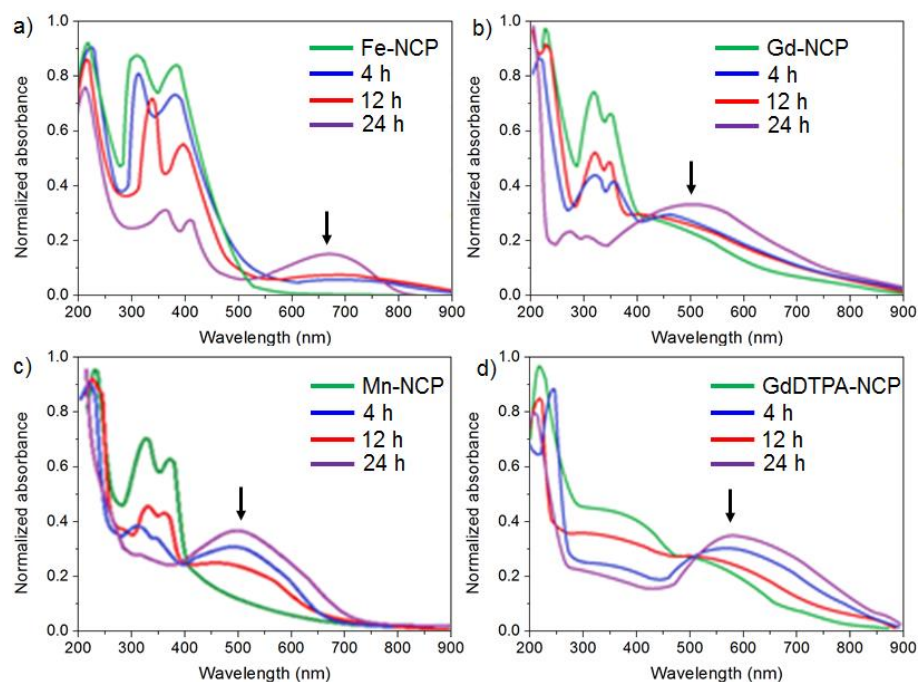 a)
Normalized absorbance
1.0
0.8
0.6
0.4
0.2
0.0
Fe-NCP
4 h
12 h
24 h
200 300 400 500 600 700 800 900
Wavelength (nm)
b)
Normalized absorbance
1.0
0.8
0.6
0.4
0.2
0.0
Gd-NCP
4 h
12 h
24 h
200 300 400 500 600 700 800 900
Wavelength (nm)
c)
Normalized absorbance
1.0
0.8
0.6
0.4
0.2
0.0
Mn-NCP
4 h
12 h
24 h
200 300 400 500 600 700 800 900
Wavelength (nm)
d)
Normalized absorbance
1.0
0.8
0.6
0.4
0.2
0.0
GdDTPA-NCP
4 h
12 h
24 h
200 300 400 500 600 700 800 900
Wavelength (nm)